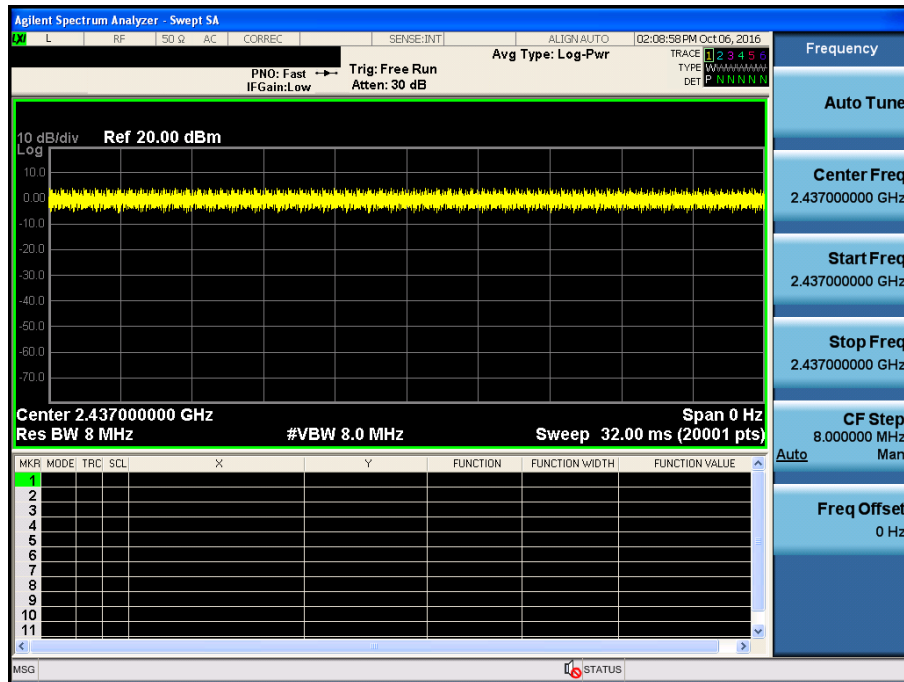 Agilent Spectrum Analyzer - Swept SA
LXI L RF 50 Ω AC CORREC SENSE:INT ALIGN AUTO 02:08:58 PM Oct 06, 2016
Avg Type: Log-Pwr
TRACE 1 2 3 4 5 6
TYPE WWWWWW
DET P N N N N N
PNO: Fast Trig: Free Run
IFGain:Low Atten: 30 dB
10 dB/div Ref 20.00 dBm
Log
10.0
0.00
-10.0
-20.0
-30.0
-40.0
-50.0
-60.0
-70.0
Center 2.437000000 GHz Span 0 Hz
Res BW 8 MHz #VBW 8.0 MHz Sweep 32.00 ms (20001 pts)
MKR MODE TRC SCL X Y FUNCTION FUNCTION WIDTH FUNCTION VALUE
1
2
3
4
5
6
7
8
9
10
11
MSG STATUS
Frequency
Auto Tune
Center Freq
2.437000000 GHz
Start Freq
2.437000000 GHz
Stop Freq
2.437000000 GHz
CF Step
8.000000 MHz
Auto Man
Freq Offset
0 Hz